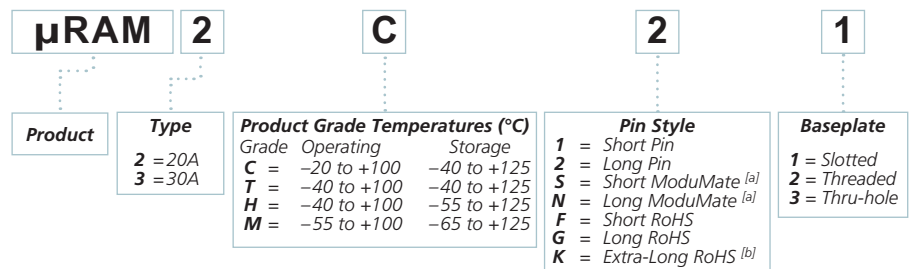 µRAM 2 C 2 1
Product
Type
2 = 20A
3 = 30A
Product Grade Temperatures (°C)
Grade Operating Storage
C = –20 to +100 –40 to +125
T = –40 to +100 –40 to +125
H = –40 to +100 –55 to +125
M = –55 to +100 –65 to +125
Pin Style
1 = Short Pin
2 = Long Pin
S = Short ModuMate [a]
N = Long ModuMate [a]
F = Short RoHS
G = Long RoHS
K = Extra-Long RoHS [b]
Baseplate
1 = Slotted
2 = Threaded
3 = Thru-hole